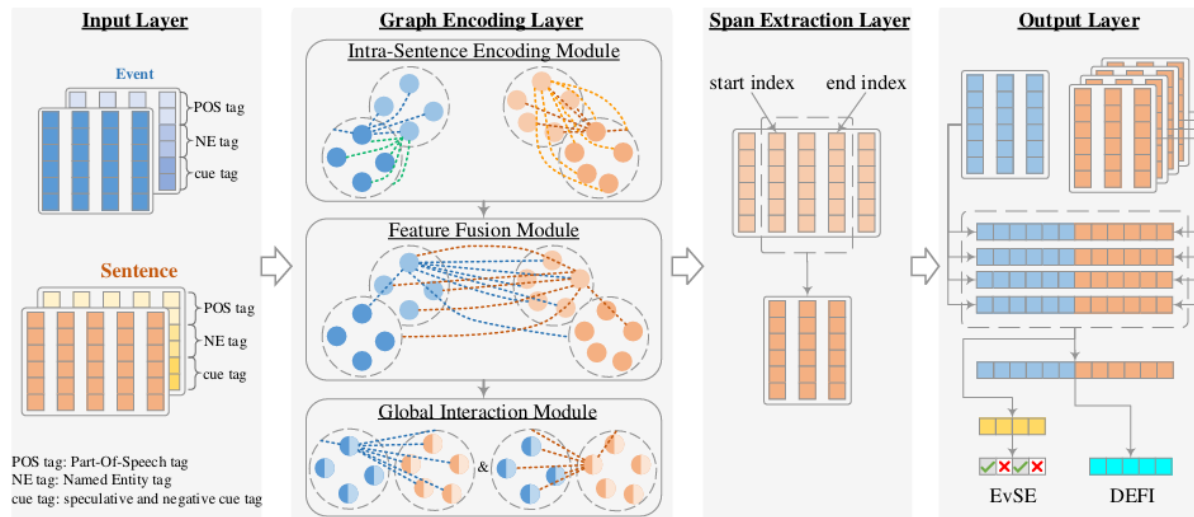 Input Layer
Event
POS tag
NE tag
cue tag
Sentence
POS tag
NE tag
cue tag
POS tag: Part-Of-Speech tag
NE tag: Named Entity tag
cue tag: speculative and negative cue tag
Graph Encoding Layer
Intra-Sentence Encoding Module
Feature Fusion Module
Global Interaction Module
&
Span Extraction Layer
start index
end index
Output Layer
EvSE
DEFI